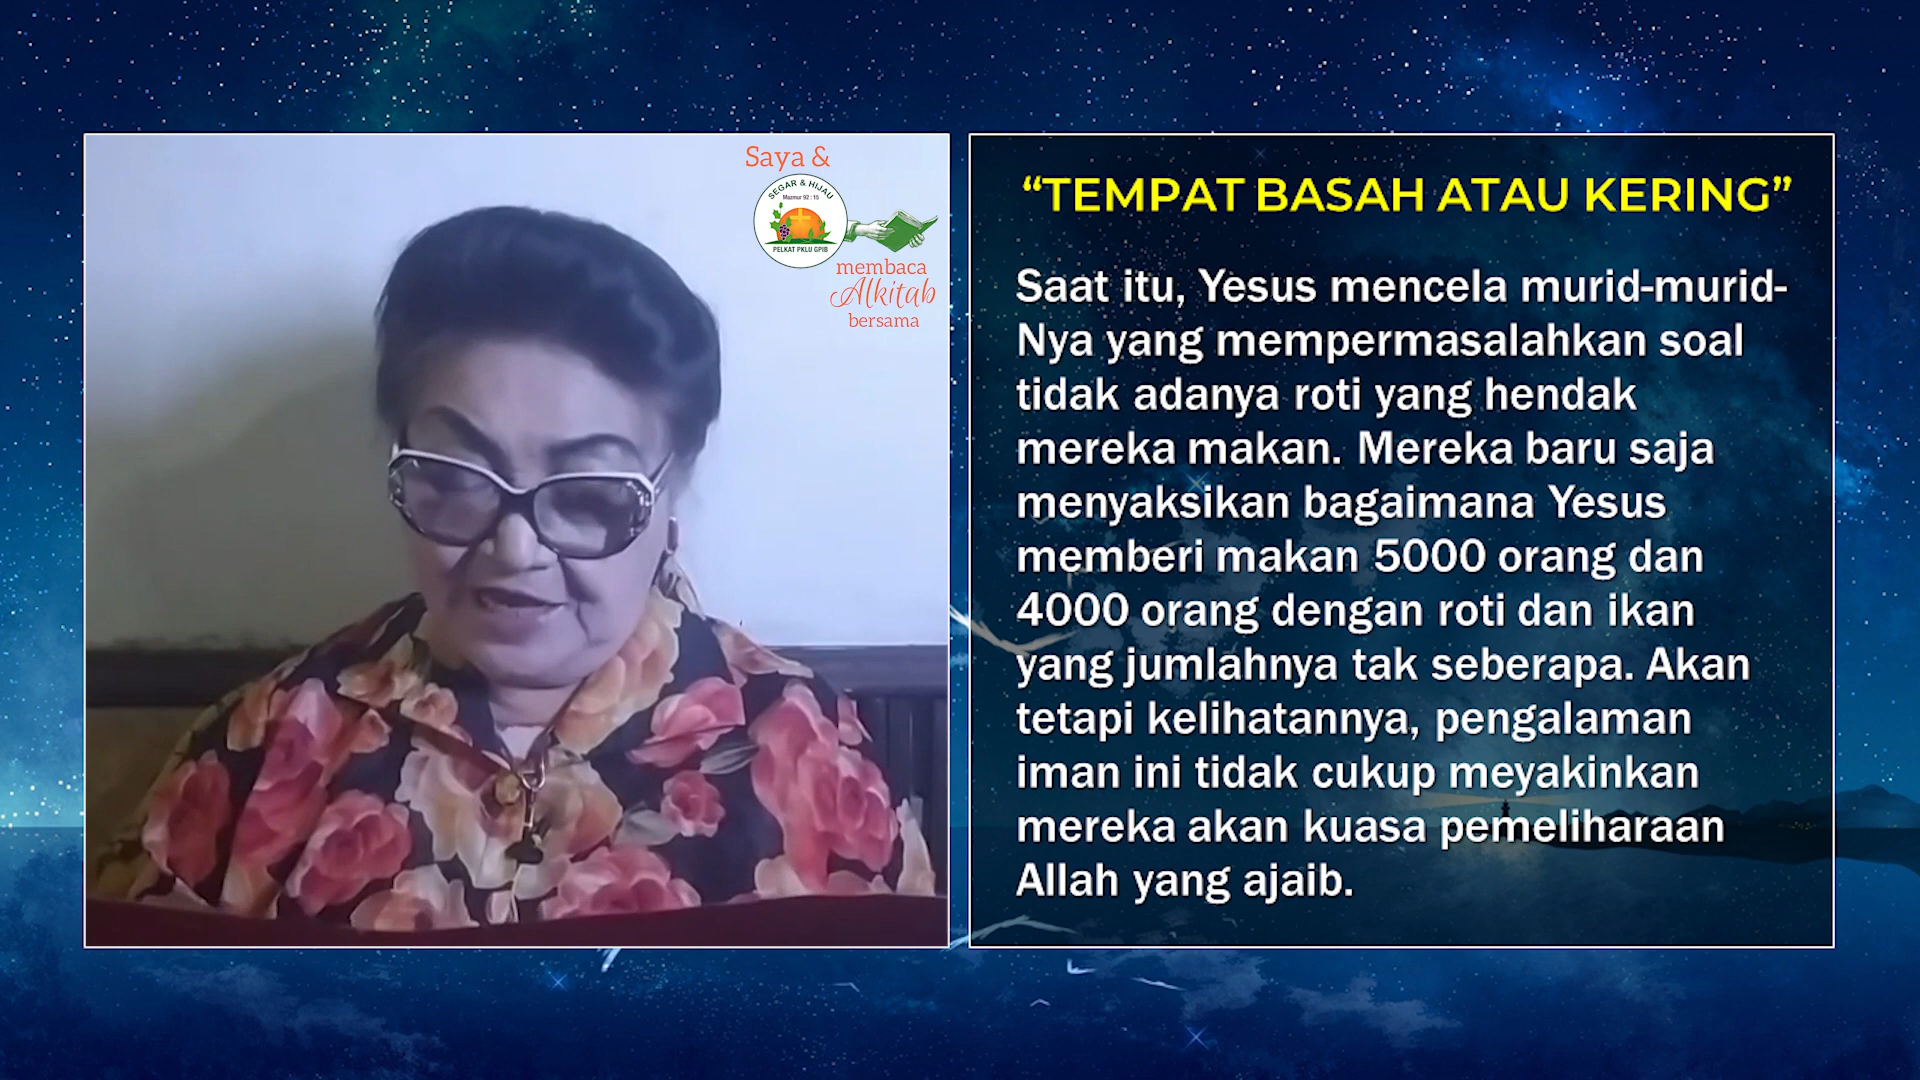 Saya &
SEGAR & HIJAU
Mazmur 92 : 15
PELKAT PKLU GPIB
membaca
Alkitab
bersama
“TEMPAT BASAH ATAU KERING”
Saat itu, Yesus mencela murid-murid-
Nya yang mempermasalahkan soal
tidak adanya roti yang hendak
mereka makan. Mereka baru saja
menyaksikan bagaimana Yesus
memberi makan 5000 orang dan
4000 orang dengan roti dan ikan
yang jumlahnya tak seberapa. Akan
tetapi kelihatannya, pengalaman
iman ini tidak cukup meyakinkan
mereka akan kuasa pemeliharaan
Allah yang ajaib.